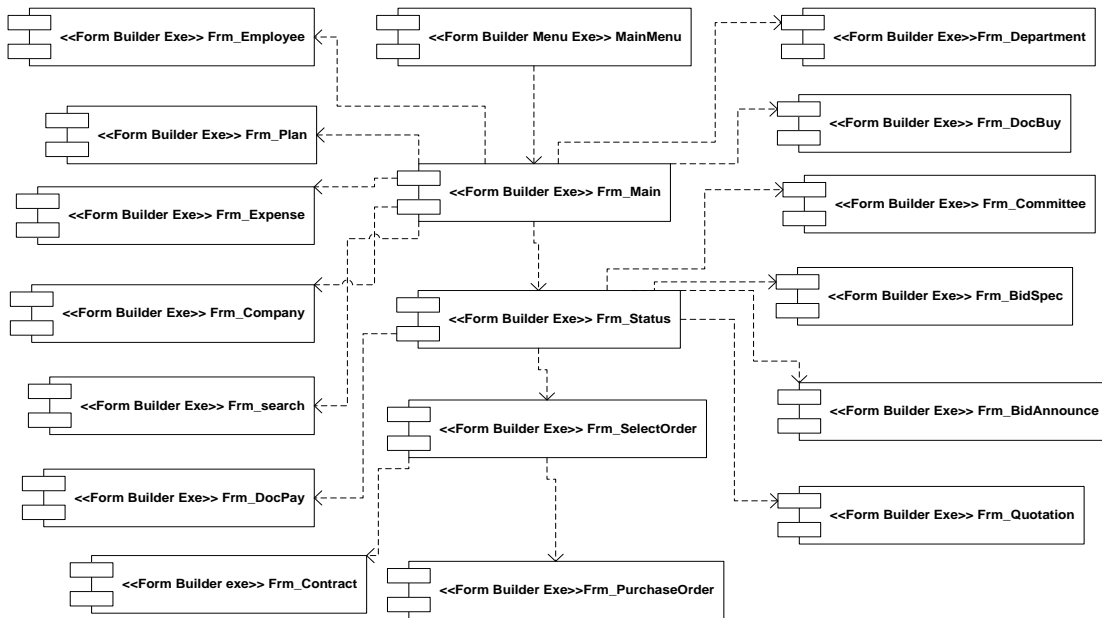 <<Form Builder Exe>> Frm_Employee
<<Form Builder Menu Exe>> MainMenu
<<Form Builder Exe>>Frm_Department
<<Form Builder Exe>> Frm_Plan
<<Form Builder Exe>> Frm_DocBuy
<<Form Builder Exe>> Frm_Main
<<Form Builder Exe>> Frm_Expense
<<Form Builder Exe>> Frm_Committee
<<Form Builder Exe>> Frm_Company
<<Form Builder Exe>> Frm_BidSpec
<<Form Builder Exe>> Frm_Status
<<Form Builder Exe>> Frm_search
<<Form Builder Exe>> Frm_BidAnnounce
<<Form Builder Exe>> Frm_SelectOrder
<<Form Builder Exe>> Frm_DocPay
<<Form Builder Exe>> Frm_Quotation
<<Form Builder exe>> Frm_Contract
<<Form Builder Exe>>Frm_PurchaseOrder